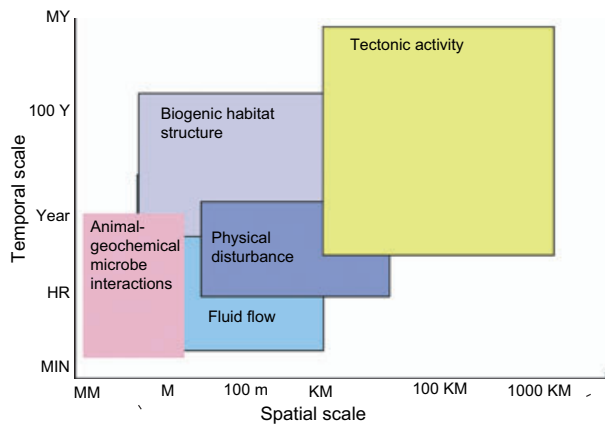 MY
Tectonic activity
100 Y
Biogenic habitat
structure
Temporal scale
Year
Animal-
geochemical
microbe
interactions
Physical
disturbance
HR
Fluid flow
MIN
MM
M
100 m
KM
100 KM
1000 KM
Spatial scale